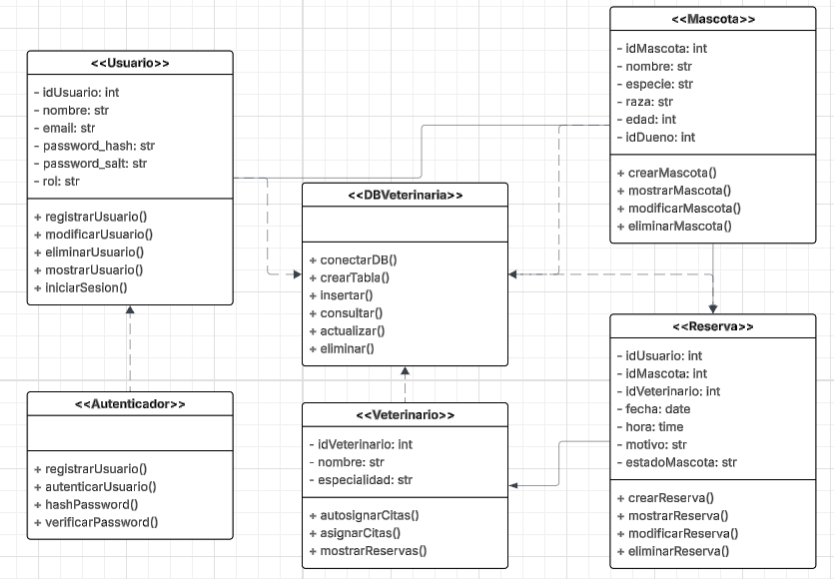 <<Usuario>>
- idUsuario: int
- nombre: str
- email: str
- password_hash: str
- password_salt: str
- rol: str
+ registrarUsuario()
+ modificarUsuario()
+ eliminarUsuario()
+ mostrarUsuario()
+ iniciarSesion()
<<Mascota>>
- idMascota: int
- nombre: str
- especie: str
- raza: str
- edad: int
- idDueno: int
+ crearMascota()
+ mostrarMascota()
+ modificarMascota()
+ eliminarMascota()
<<DBVeterinaria>>
+ conectarDB()
+ crearTabla()
+ insertar()
+ consultar()
+ actualizar()
+ eliminar()
<<Autenticador>>
+ registrarUsuario()
+ autenticarUsuario()
+ hashPassword()
+ verificarPassword()
<<Veterinario>>
- idVeterinario: int
- nombre: str
- especialidad: str
+ autosignarCitas()
+ asignarCitas()
+ mostrarReservas()
<<Reserva>>
- idUsuario: int
- idMascota: int
- idVeterinario: int
- fecha: date
- hora: time
- motivo: str
- estadoMascota: str
+ crearReserva()
+ mostrarReserva()
+ modificarReserva()
+ eliminarReserva()